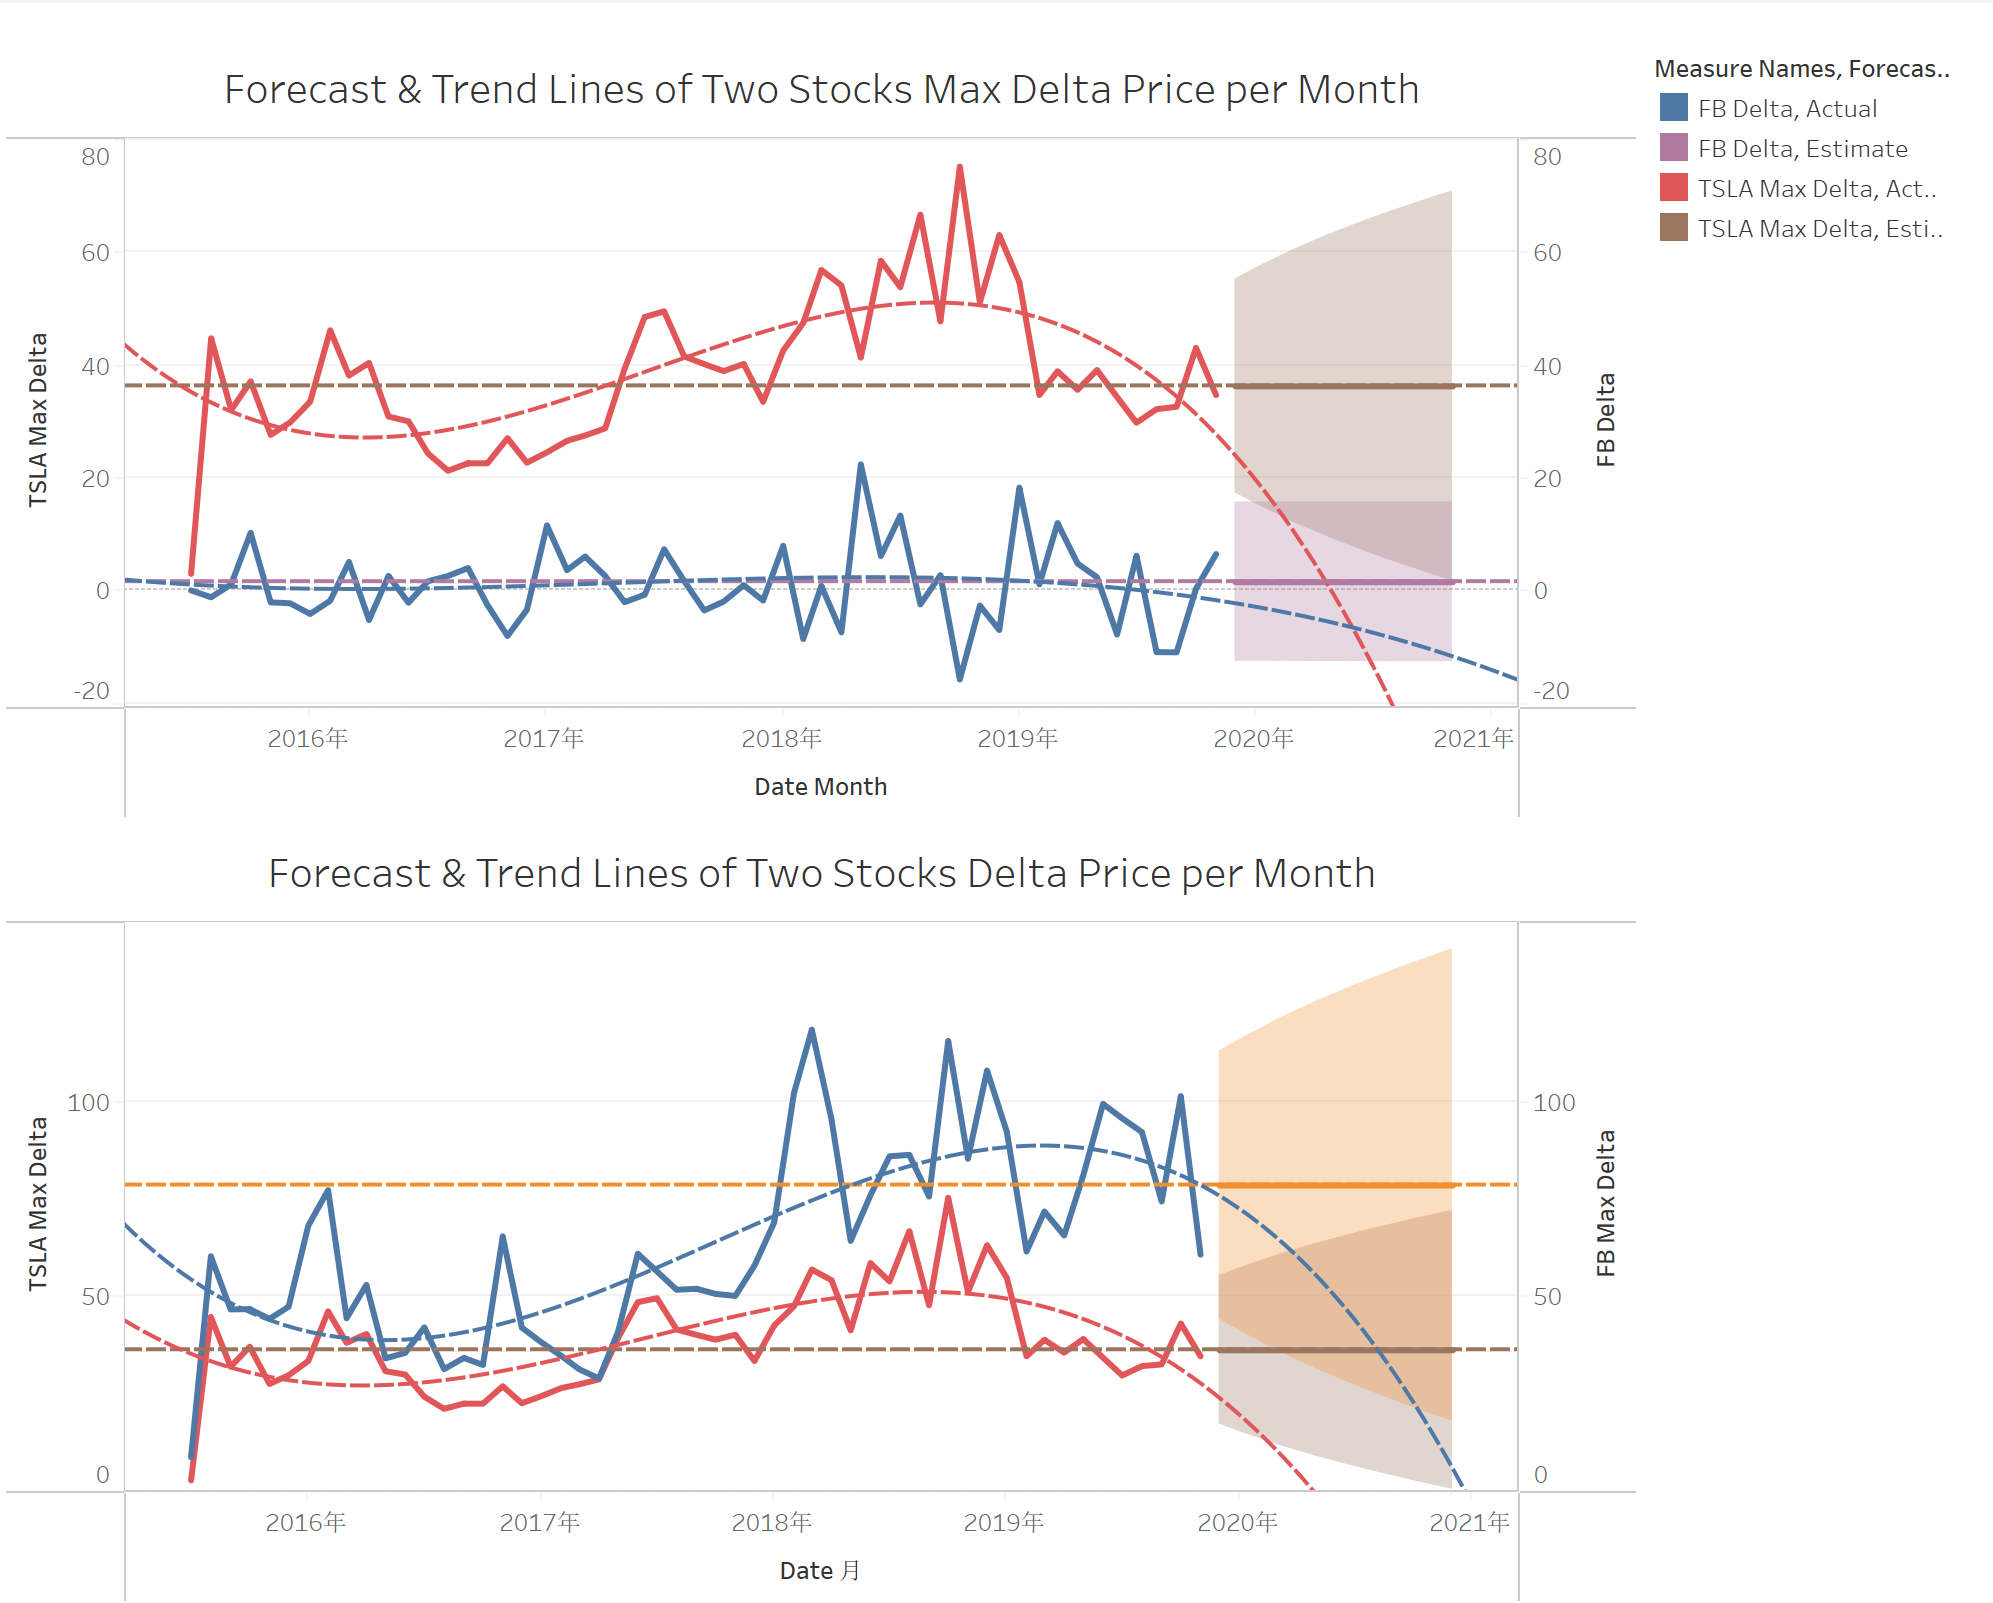 Forecast & Trend Lines of Two Stocks Max Delta Price per Month
Measure Names, Forecas..
FB Delta, Actual
FB Delta, Estimate
TSLA Max Delta, Act..
TSLA Max Delta, Esti..
TSLA Max Delta
80
60
40
20
0
-20
80
60
40
20
0
-20
FB Delta
2016年 2017年 2018年 2019年 2020年 2021年
Date Month
Forecast & Trend Lines of Two Stocks Delta Price per Month
TSLA Max Delta
100
50
0
100
50
0
FB Max Delta
2016年 2017年 2018年 2019年 2020年 2021年
Date 月